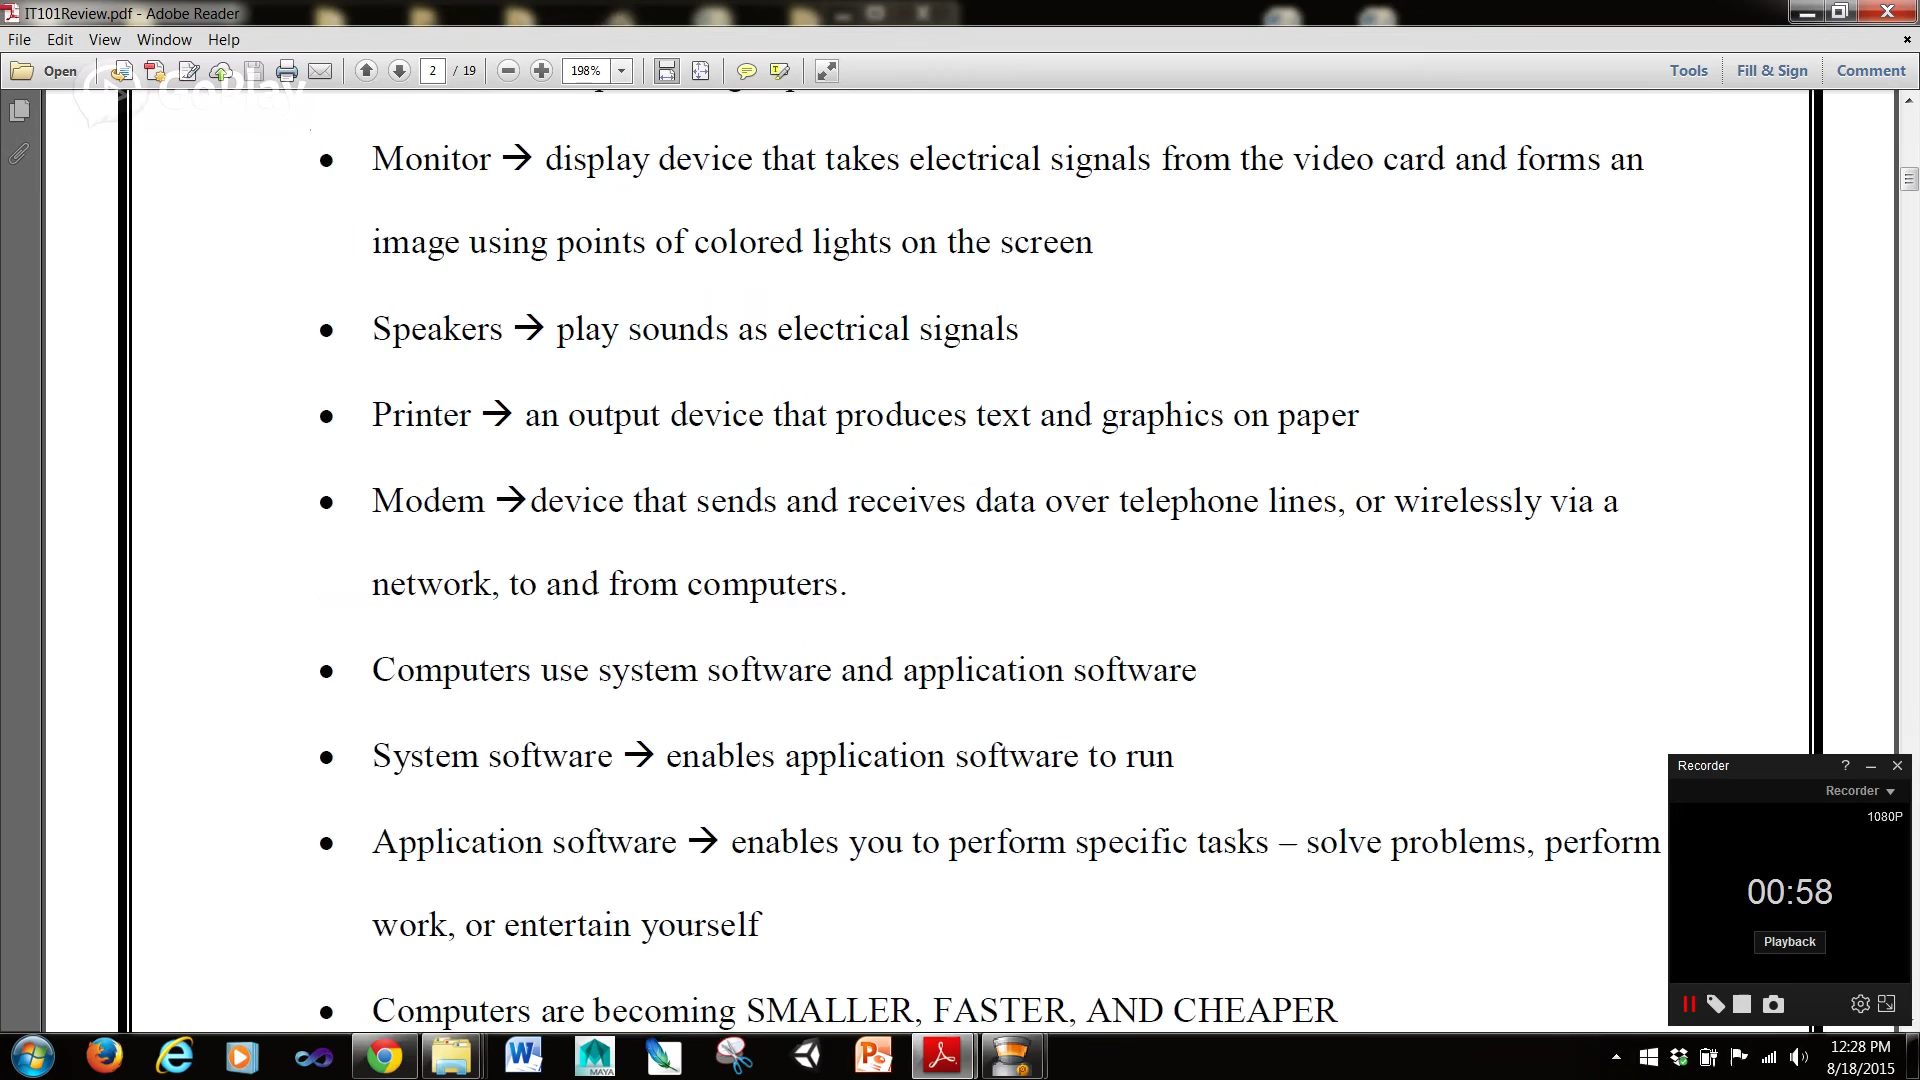 IT101Review.pdf - Adobe Reader
File Edit View Window Help
Open 2 / 19 198% Tools Fill & Sign Comment
GoPlay
Monitor → display device that takes electrical signals from the video card and forms an
image using points of colored lights on the screen
Speakers → play sounds as electrical signals
Printer → an output device that produces text and graphics on paper
Modem →device that sends and receives data over telephone lines, or wirelessly via a
network, to and from computers.
Computers use system software and application software
System software → enables application software to run
Application software → enables you to perform specific tasks – solve problems, perform
work, or entertain yourself
Computers are becoming SMALLER, FASTER, AND CHEAPER
Recorder
Recorder
1080P
00:58
Playback
MAYA
12:28 PM
8/18/2015